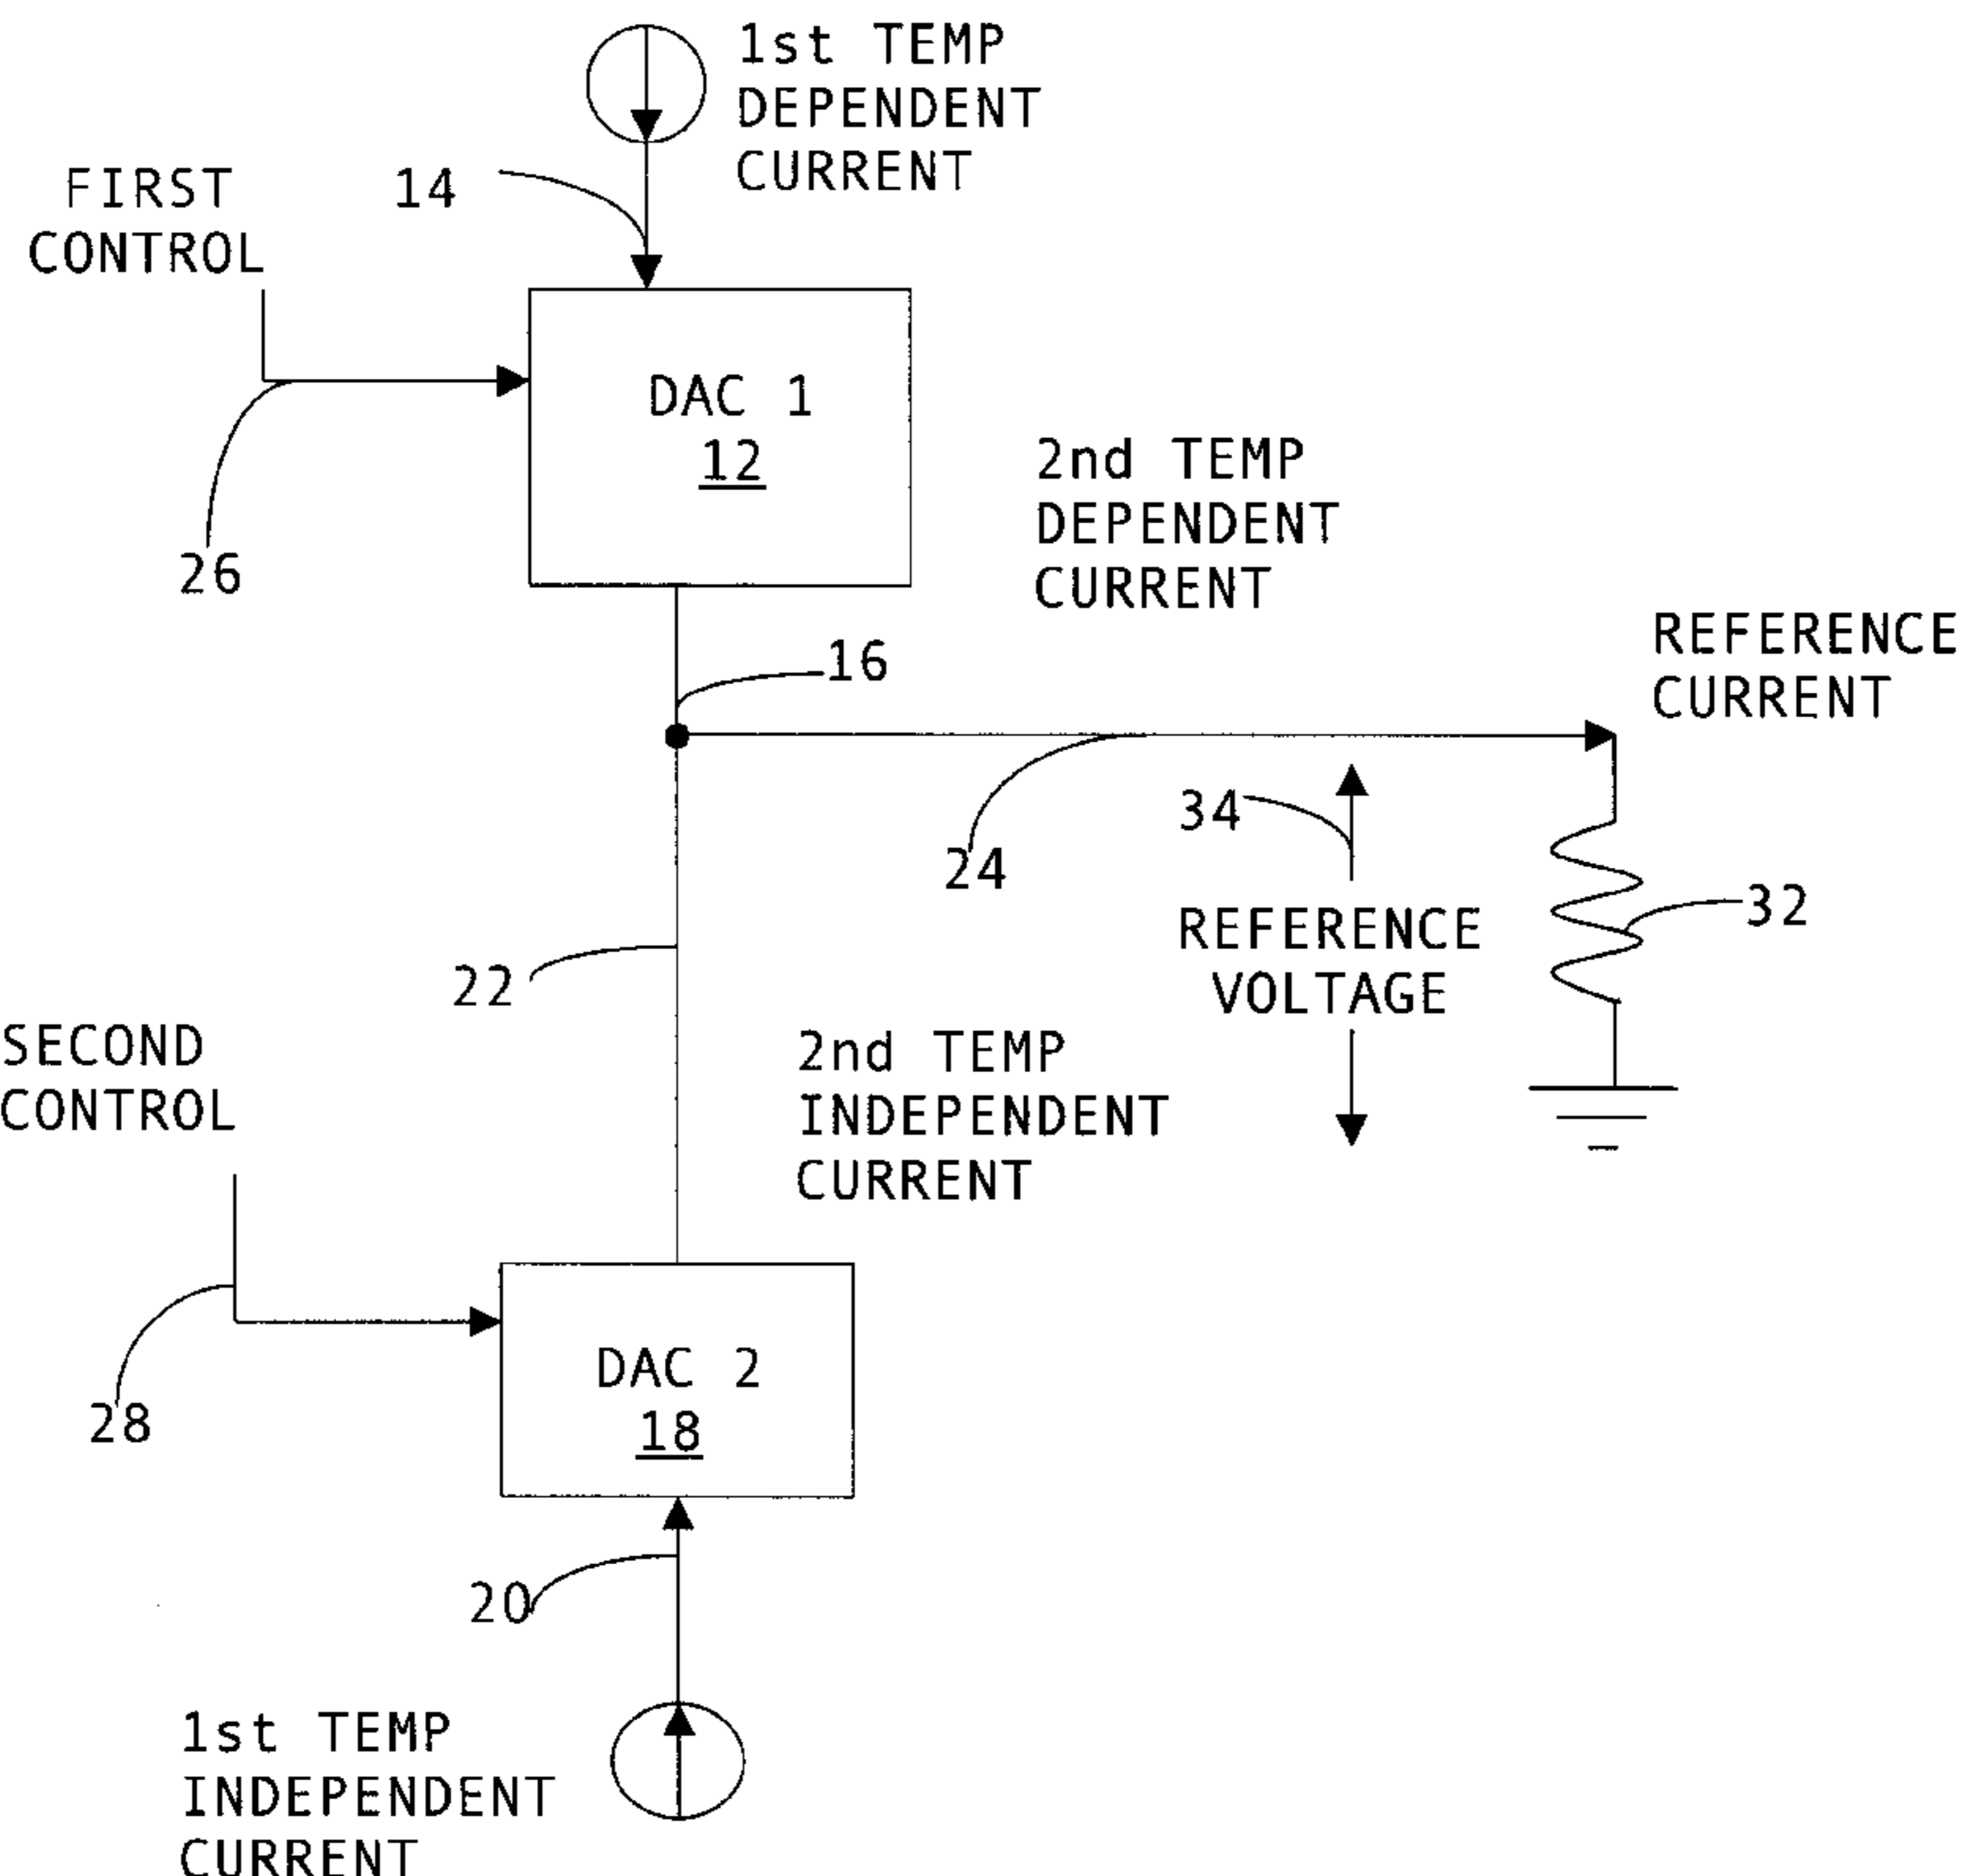 1st TEMP
DEPENDENT
CURRENT
FIRST
CONTROL
14
DAC 1
12
26
2nd TEMP
DEPENDENT
CURRENT
16
REFERENCE
CURRENT
34
24
REFERENCE
VOLTAGE
32
22
SECOND
CONTROL
2nd TEMP
INDEPENDENT
CURRENT
DAC 2
18
28
20
1st TEMP
INDEPENDENT
CURRENT